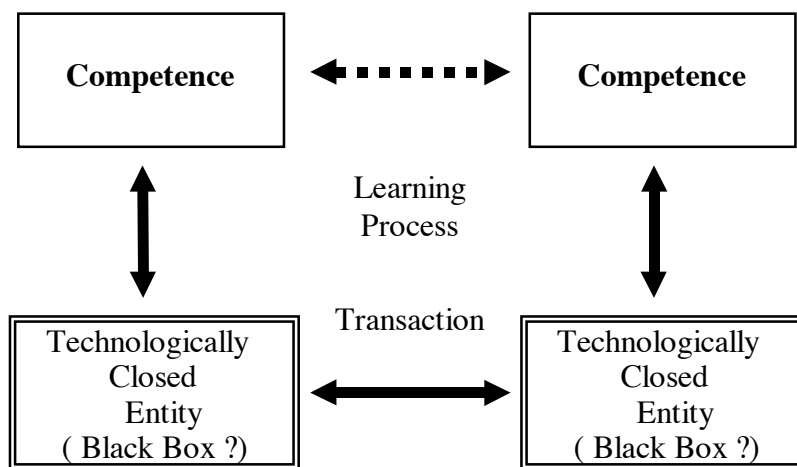 Competence
Competence
Learning
Process
Transaction
Technologically
Closed
Entity
( Black Box ?)
Technologically
Closed
Entity
( Black Box ?)